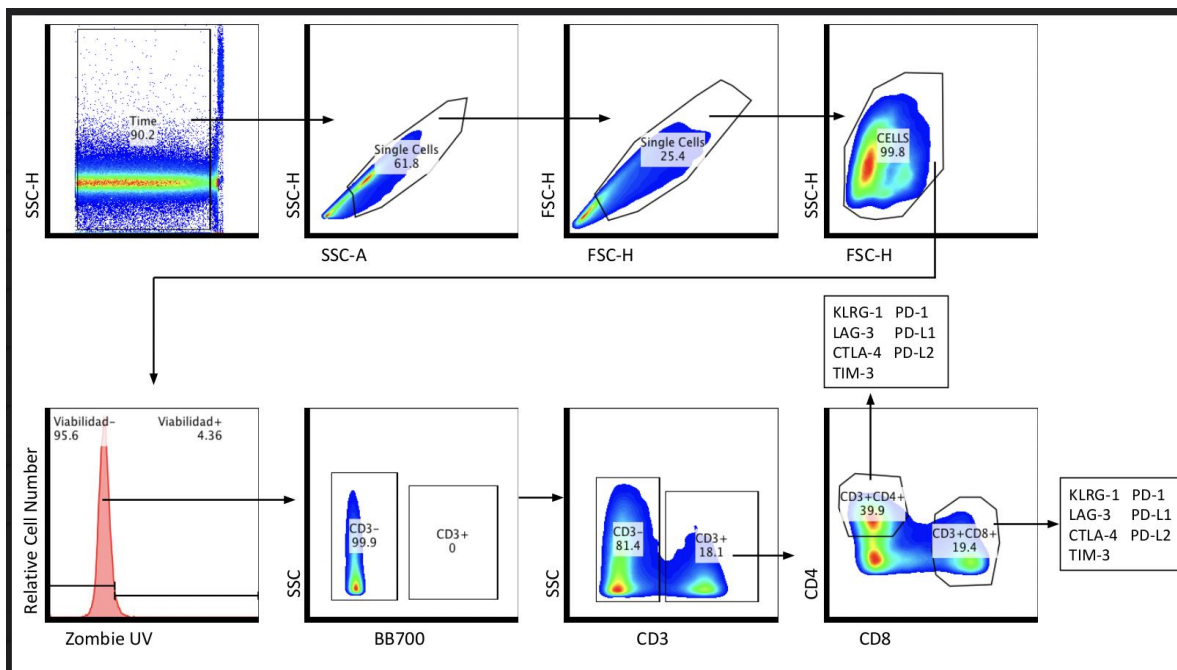 SSC-H
Time
90.2
SSC-H
Single Cells
61.8
SSC-A
FSC-H
Single Cells
25.4
FSC-H
SSC-H
CELLS
99.8
FSC-H
KLRG-1 PD-1
LAG-3 PD-L1
CTLA-4 PD-L2
TIM-3
Relative Cell Number
Viabilidad- Viabilidad+
95.6 4.36
Zombie UV
SSC
CD3-
99.9
CD3+
0
BB700
SSC
CD3-
81.4
CD3+
18.1
CD3
CD4
CD3+CD4+
39.9
CD3+CD8+
19.4
CD8
KLRG-1 PD-1
LAG-3 PD-L1
CTLA-4 PD-L2
TIM-3